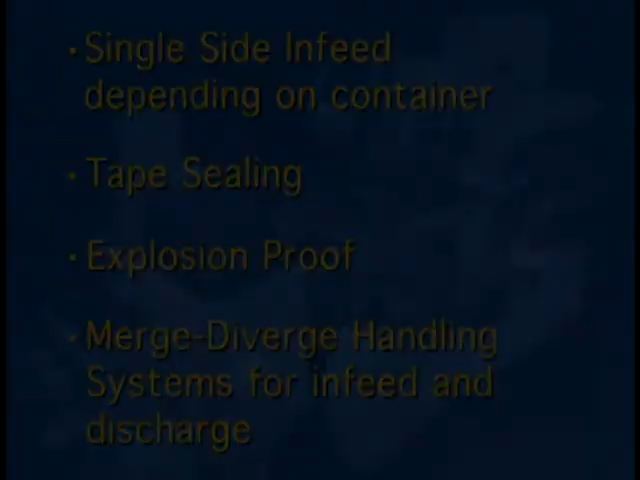 • Single Side Infeed
depending on container
• Tape Sealing
• Explosion Proof
• Merge-Diverge Handling
Systems for infeed and
discharge